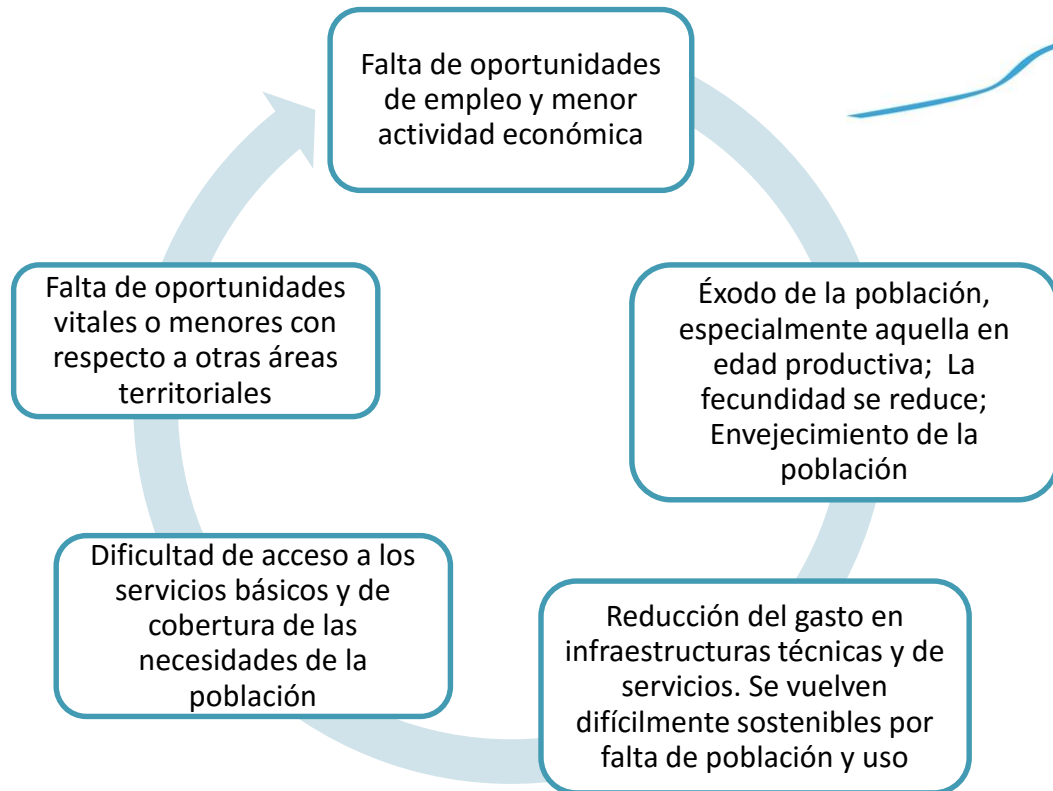 Falta de oportunidades
de empleo y menor
actividad económica
Éxodo de la población,
especialmente aquella en
edad productiva;  La
fecundidad se reduce;
Envejecimiento de la
población
Reducción del gasto en
infraestructuras técnicas y de
servicios. Se vuelven
difícilmente sostenibles por
falta de población y uso
Dificultad de acceso a los
servicios básicos y de
cobertura de las
necesidades de la
población
Falta de oportunidades
vitales o menores con
respecto a otras áreas
territoriales